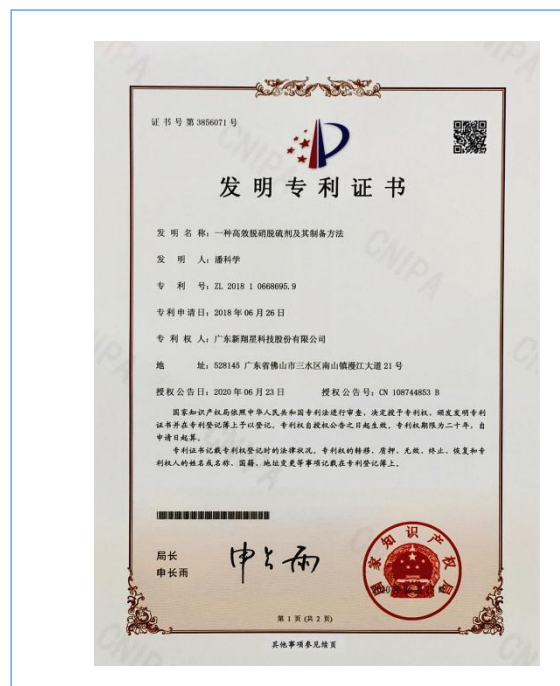 证书号第3856071号
发明专利证书
发明名称：一种高效脱硝脱硫剂及其制备方法
发明人：潘科学
专利号：ZL 2018 1 0668695.9
专利申请日：2018年06月26日
专利权人：广东新翔星科技股份有限公司
地址：528145 广东省佛山市三水区南山镇漫江大道21号
授权公告日：2020年06月23日 授权公告号：CN 108744853 B
国家知识产权局依照中华人民共和国专利法进行审查，决定授予专利权，颁发发明专利
证书并在专利登记簿上予以登记。专利权自授权公告之日起生效。专利权期限为二十年，自
申请日起算。
专利证书记载专利权登记时的法律状况。专利权的转移、质押、无效、终止、恢复和专
利权人的姓名或名称、国籍、地址变更等事项记载在专利登记簿上。
局长
申长雨
申长雨
国家知识产权局
第 1 页 (共 2 页)
其他事项参见续页
CNIPA
CNIPA
CNIPA
CNIPA